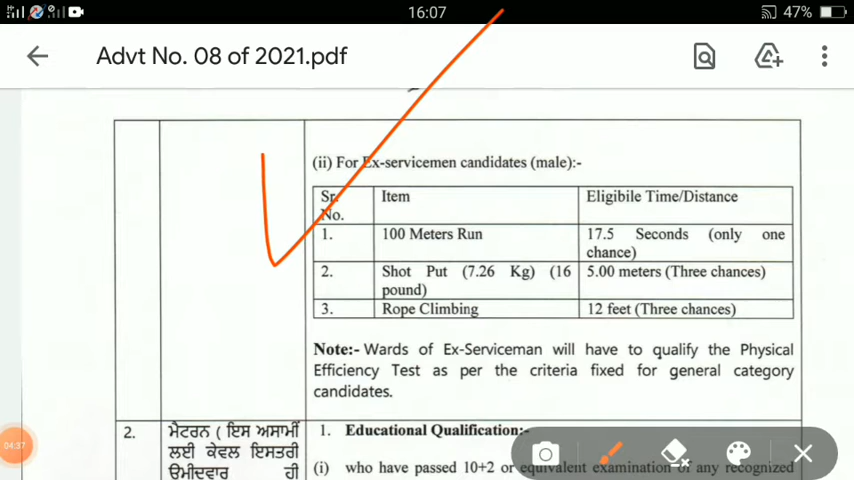 16:07
47%
Advt No. 08 of 2021.pdf
(ii) For Ex-servicemen candidates (male):-
Sr. No. Item Eligibile Time/Distance
1. 100 Meters Run 17.5 Seconds (only one
chance)
2. Shot Put (7.26 Kg) (16 5.00 meters (Three chances)
pound)
3. Rope Climbing 12 feet (Three chances)
Note:- Wards of Ex-Serviceman will have to qualify the Physical
Efficiency Test as per the criteria fixed for general category
candidates.
2. ਮੈਟਰਨ ( ਇਸ ਅਸਾਮੀਂ 1. Educational Qualification:-
ਲਈ ਕੇਵਲ ਇਸਤਰੀ
ਉਮੀਦਵਾਰ ਹੀ (i) who have passed 10+2 or equivalent examination of any recognized
04:37